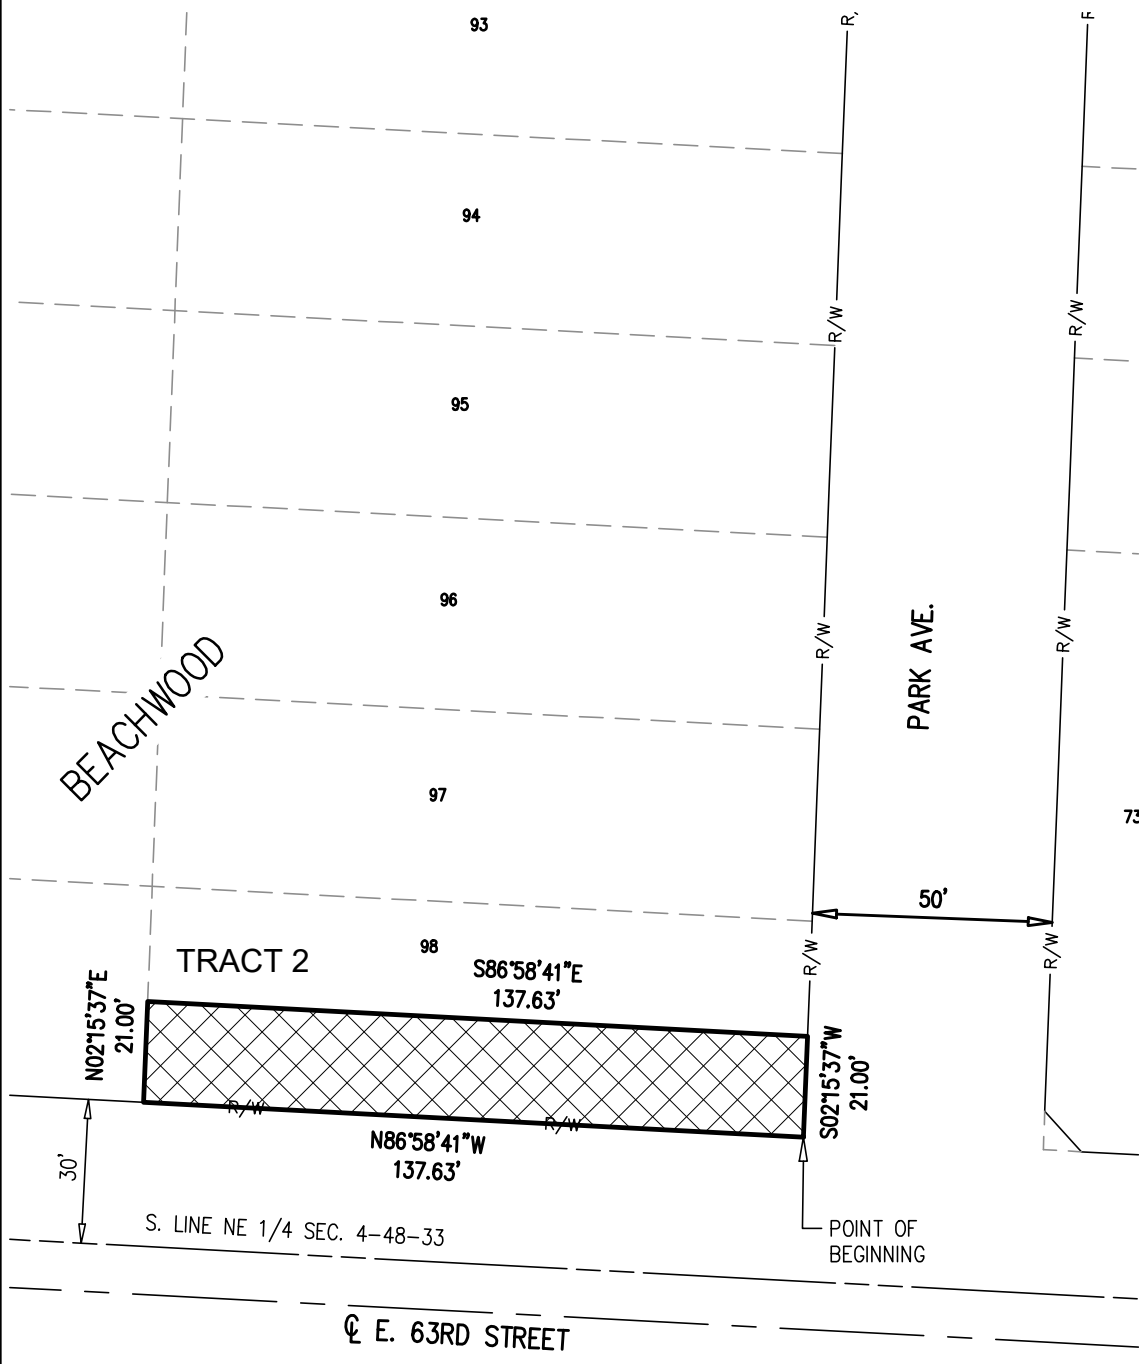 93
94
R/W
R/W
95
96
R/W
R/W
PARK AVE.
BEACHWOOD
97
73
50'
98
TRACT 2
R/W
R/W
S86°58'41"E
137.63'
N02°15'37"E
21.00'
S02°15'37"W
21.00'
R/W
R/W
N86°58'41"W
137.63'
30'
S. LINE NE 1/4 SEC. 4-48-33
POINT OF
BEGINNING
℄ E. 63RD STREET